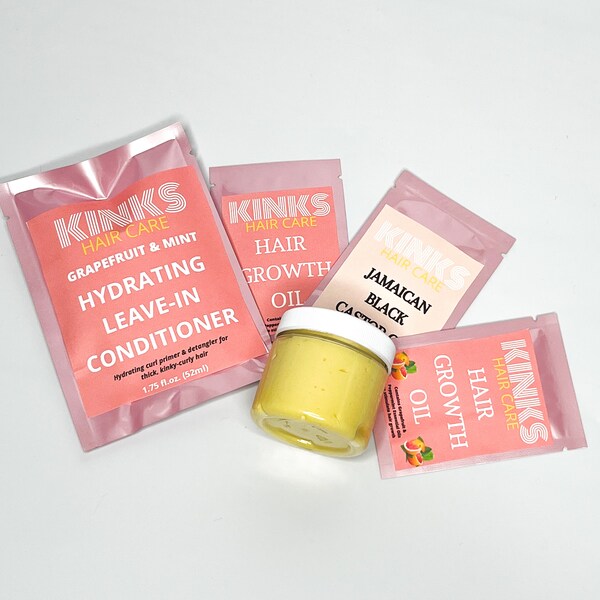 KINKS
HAIR CARE
GRAPEFRUIT & MINT
HYDRATING
LEAVE-IN
CONDITIONER
Hydrating curl primer & detangler for
thick, kinky-curly hair
1.75 fl.oz. (52ml)
KINKS
HAIR CARE
HAIR
GROWTH
OIL
KINKS
HAIR CARE
JAMAICAN
BLACK
KINKS
HAIR CARE
HAIR
GROWTH
OIL